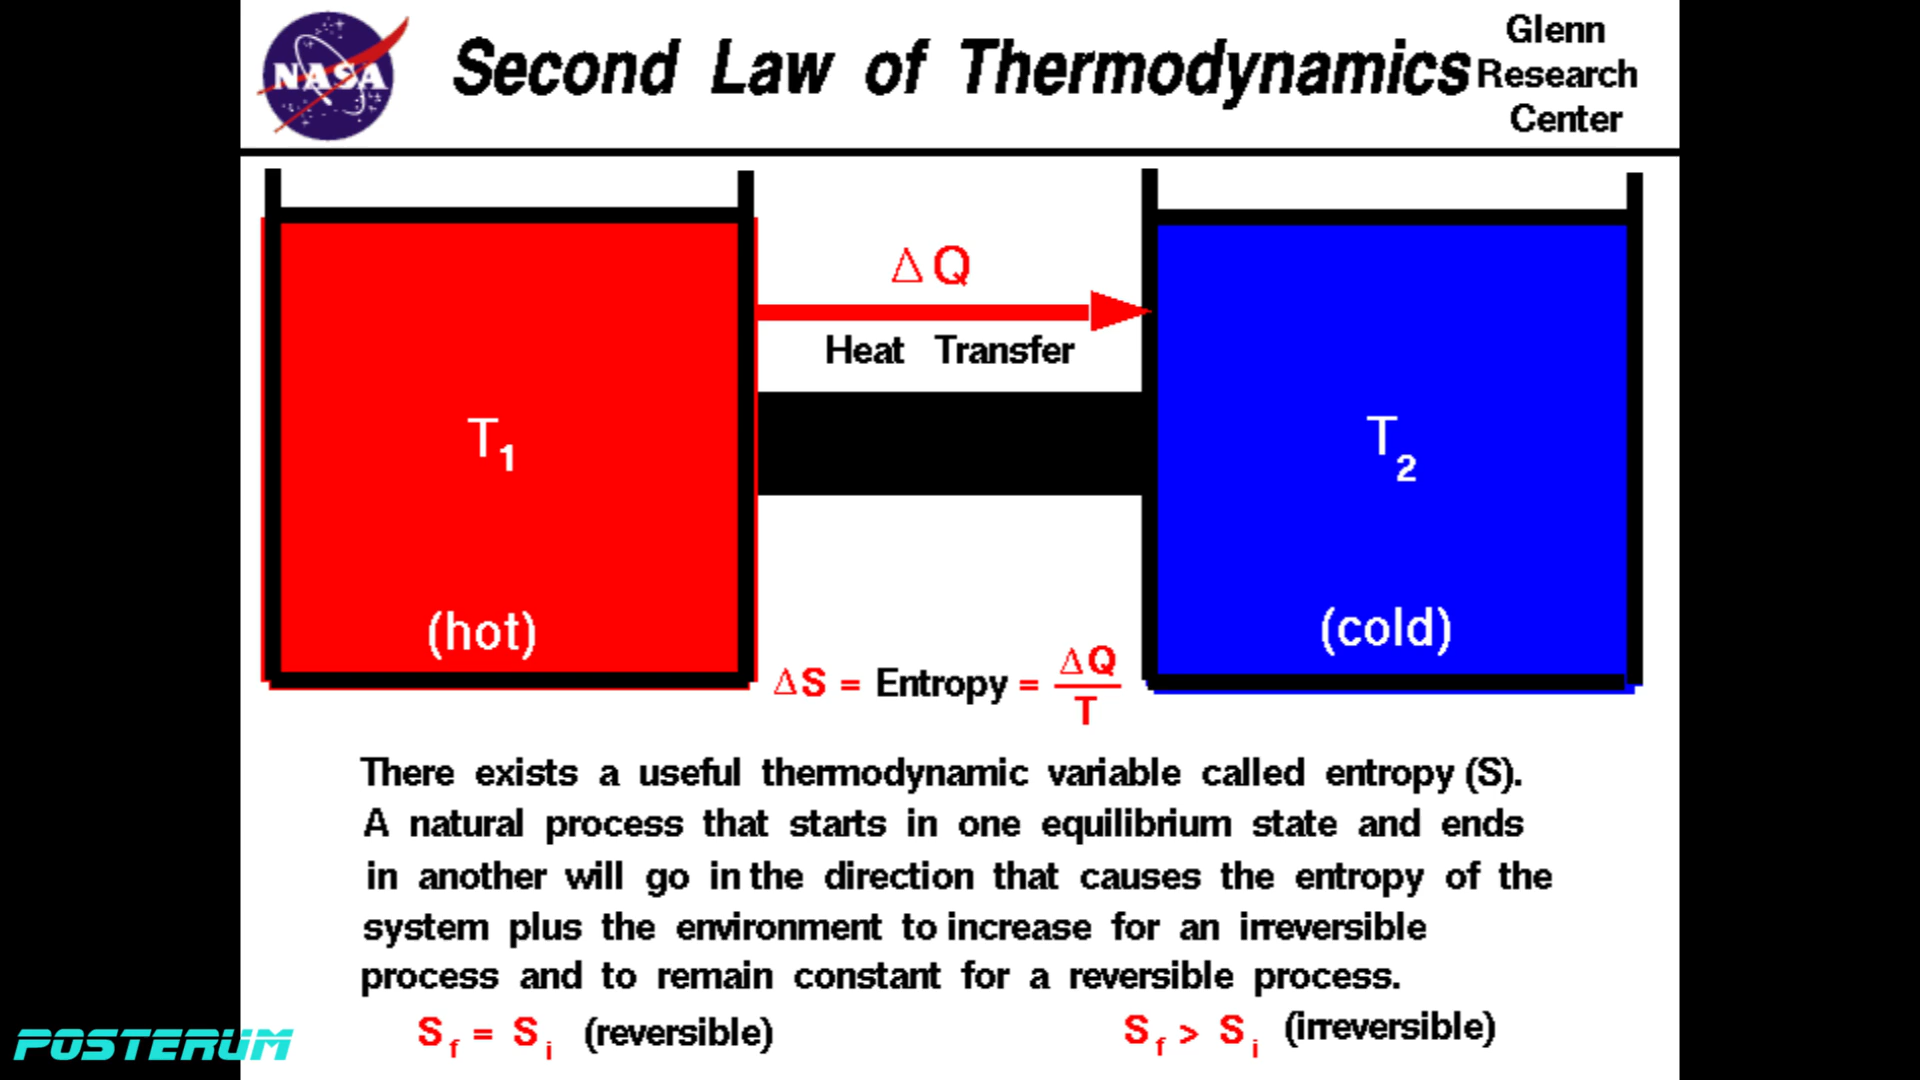 NASA
Second Law of Thermodynamics
Glenn
Research
Center
Δ Q
Heat Transfer
T1
T2
(hot)
(cold)
ΔS = Entropy = ΔQ
T
There exists a useful thermodynamic variable called entropy (S).
A natural process that starts in one equilibrium state and ends
in another will go in the direction that causes the entropy of the
system plus the environment to increase for an irreversible
process and to remain constant for a reversible process.
Sf = Si (reversible)
Sf > Si (irreversible)
POSTERUM